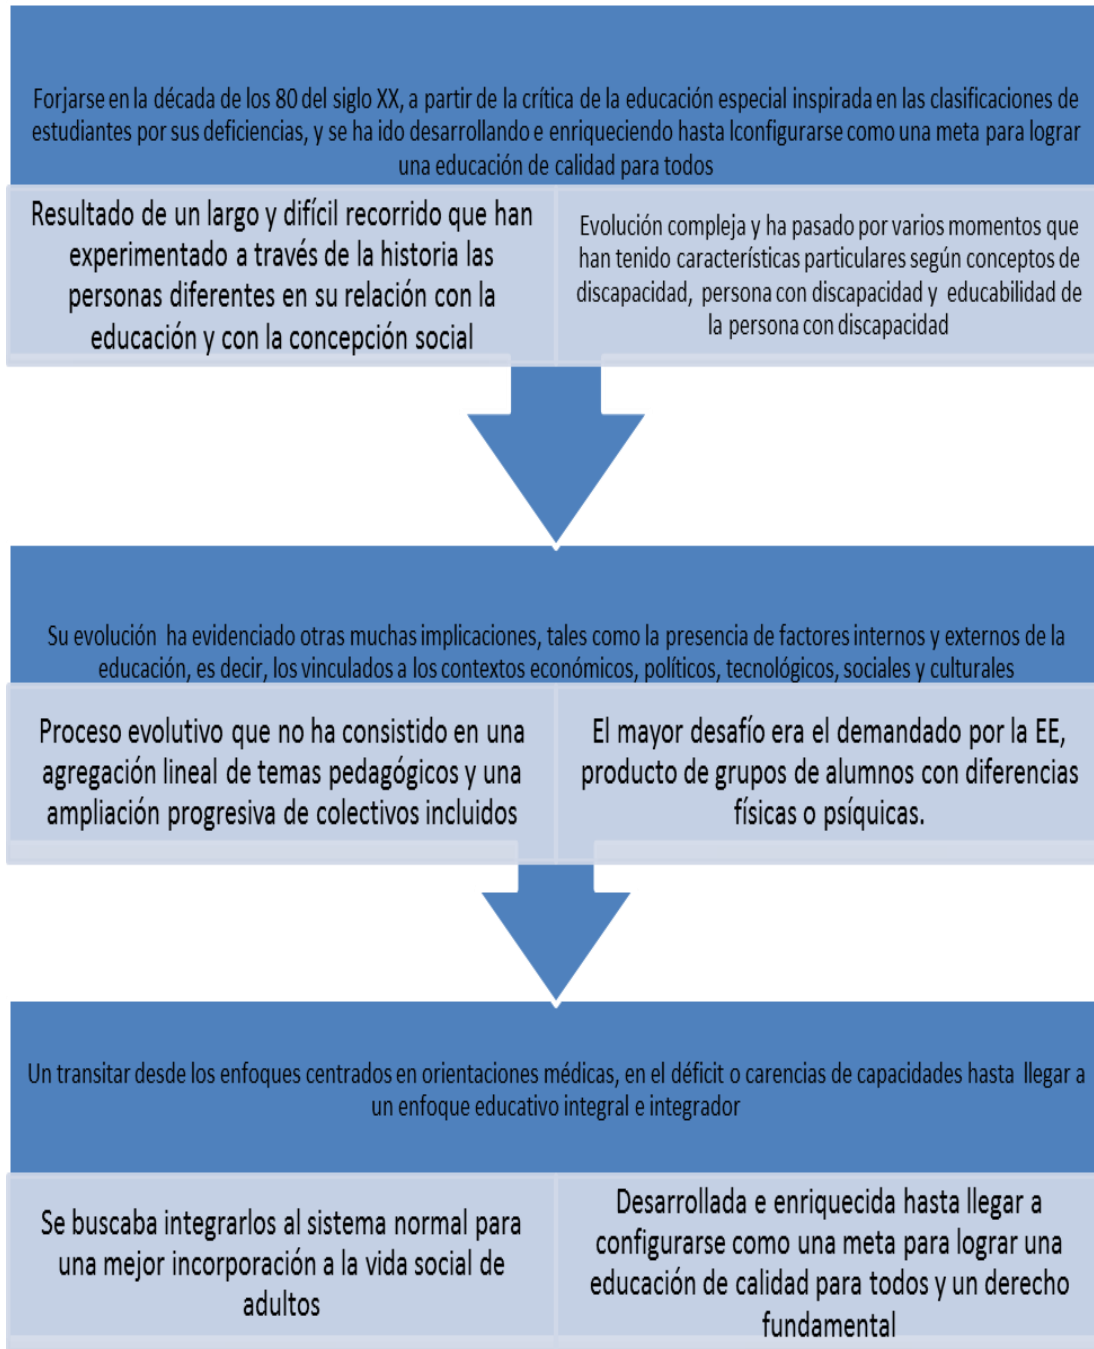 Forjarse en la década de los 80 del siglo XX, a partir de la crítica de la educación especial inspirada en las clasificaciones de
estudiantes por sus deficiencias, y se ha ido desarrollando e enriqueciendo hasta lconfigurarse como una meta para lograr
una educación de calidad para todos
Resultado de un largo y difícil recorrido que han
experimentado a través de la historia las
personas diferentes en su relación con la
educación y con la concepción social
Evolución compleja y ha pasado por varios momentos que
han tenido características particulares según conceptos de
discapacidad, persona con discapacidad y educabilidad de
la persona con discapacidad
Su evolución ha evidenciado otras muchas implicaciones, tales como la presencia de factores internos y externos de la
educación, es decir, los vinculados a los contextos económicos, políticos, tecnológicos, sociales y culturales
Proceso evolutivo que no ha consistido en una
agregación lineal de temas pedagógicos y una
ampliación progresiva de colectivos incluidos
El mayor desafío era el demandado por la EE,
producto de grupos de alumnos con diferencias
físicas o psíquicas.
Un transitar desde los enfoques centrados en orientaciones médicas, en el déficit o carencias de capacidades hasta llegar a
un enfoque educativo integral e integrador
Se buscaba integrarlos al sistema normal para
una mejor incorporación a la vida social de
adultos
Desarrollada e enriquecida hasta llegar a
configurarse como una meta para lograr una
educación de calidad para todos y un derecho
fundamental